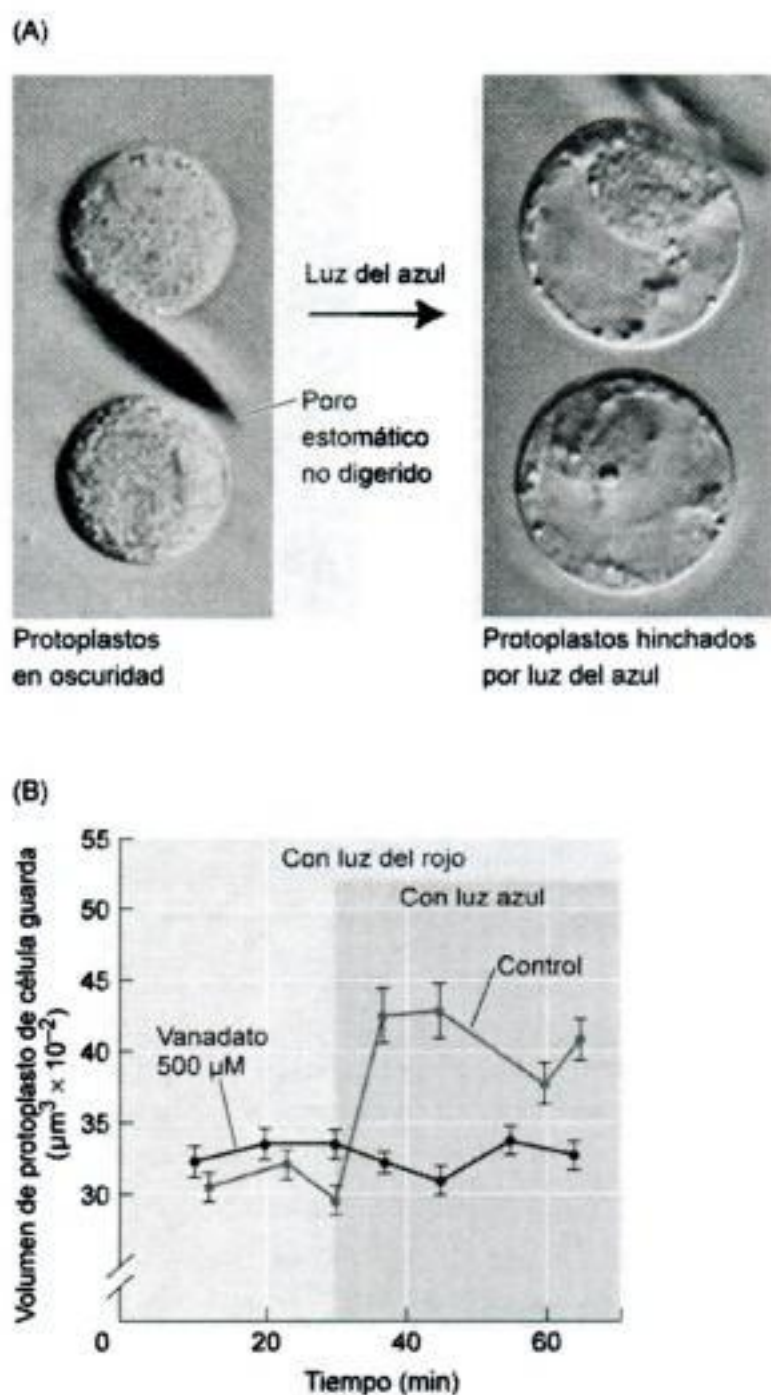 (A)
Luz del azul
Poro
estomático
no digerido
Protoplastos
en oscuridad
Protoplastos hinchados
por luz del azul
(B)
Volumen de protoplasto de célula guarda
(µm³ × 10⁻²)
55
50
45
40
35
30
0
20
40
60
Con luz del rojo
Con luz azul
Control
Vanadato
500 µM
Tiempo (min)